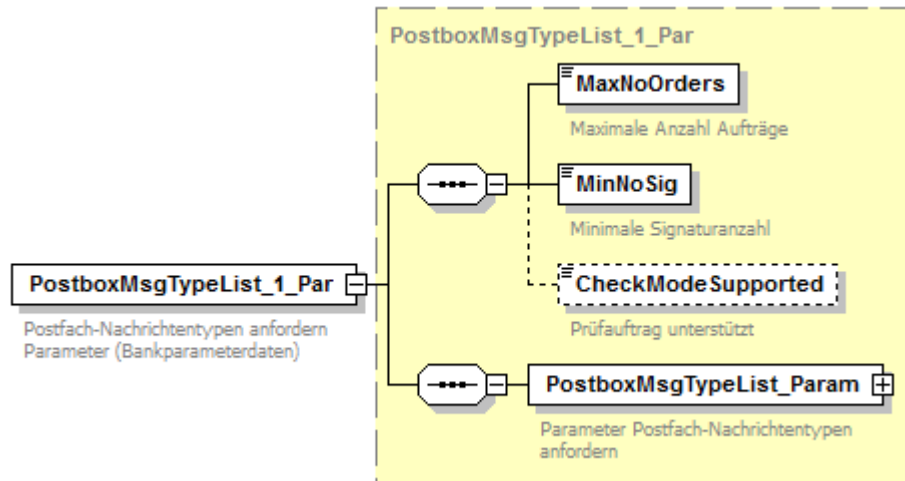 PostboxMsgTypeList_1_Par
MaxNoOrders
Maximale Anzahl Aufträge
MinNoSig
Minimale Signaturanzahl
CheckModeSupported
Prüfauftrag unterstützt
PostboxMsgTypeList_1_Par
Postfach-Nachrichtentypen anfordern
Parameter (Bankparameterdaten)
PostboxMsgTypeList_Param
Parameter Postfach-Nachrichtentypen
anfordern